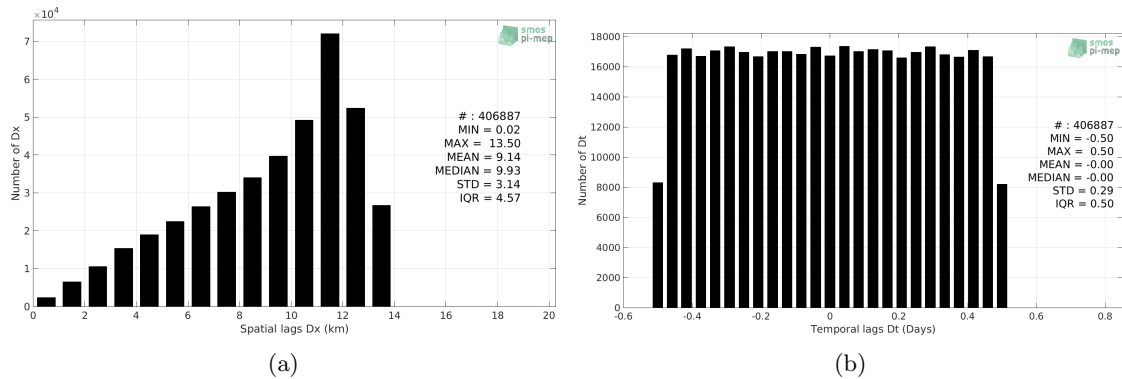 ×10⁴
7
6
5
4
3
2
1
0
Number of Dx
0 2 4 6 8 10 12 14 16 18 20
Spatial lags Dx (km)
smos
pi-mep
# : 406887
MIN = 0.02
MAX = 13.50
MEAN = 9.14
MEDIAN = 9.93
STD = 3.14
IQR = 4.57
(a)
18000
16000
14000
12000
10000
8000
6000
4000
2000
0
Number of Dt
-0.6 -0.4 -0.2 0 0.2 0.4 0.6 0.8
Temporal lags Dt (Days)
smos
pi-mep
# : 406887
MIN = -0.50
MAX = 0.50
MEAN = -0.00
MEDIAN = -0.00
STD = 0.29
IQR = 0.50
(b)